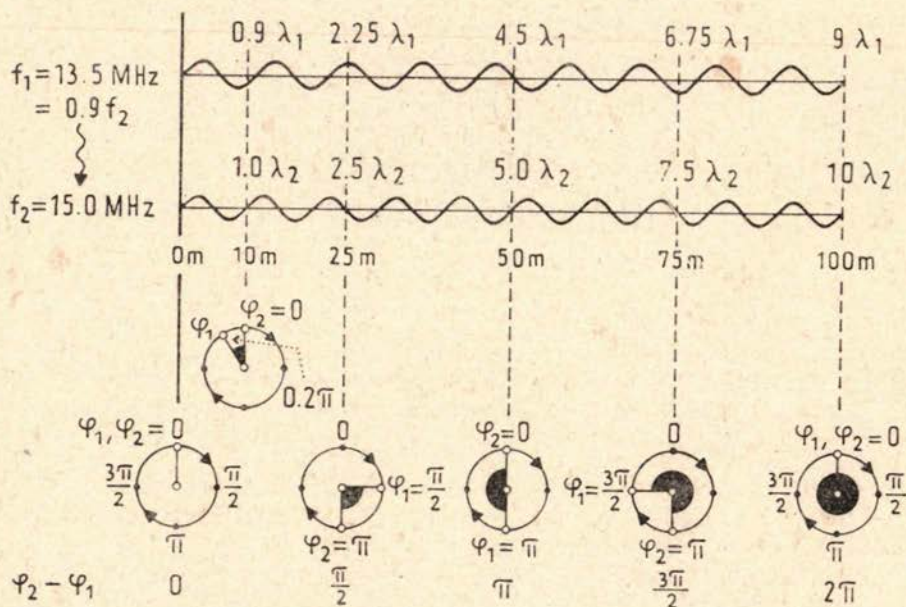 0.9 λ₁ 2.25 λ₁ 4.5 λ₁ 6.75 λ₁ 9 λ₁
f₁=13.5 MHz
= 0.9 f₂
1.0 λ₂ 2.5 λ₂ 5.0 λ₂ 7.5 λ₂ 10 λ₂
f₂=15.0 MHz
0m 10m 25m 50m 75m 100m
φ₁ φ₂=0
0.2π
φ₁, φ₂=0 0 φ₂=0 0 φ₁, φ₂=0
3π/2 π/2 φ₁=π/2 φ₁=3π/2 3π/2 π/2
π φ₂=π φ₁=π φ₂=π π
φ₂-φ₁ 0 π/2 π 3π/2 2π